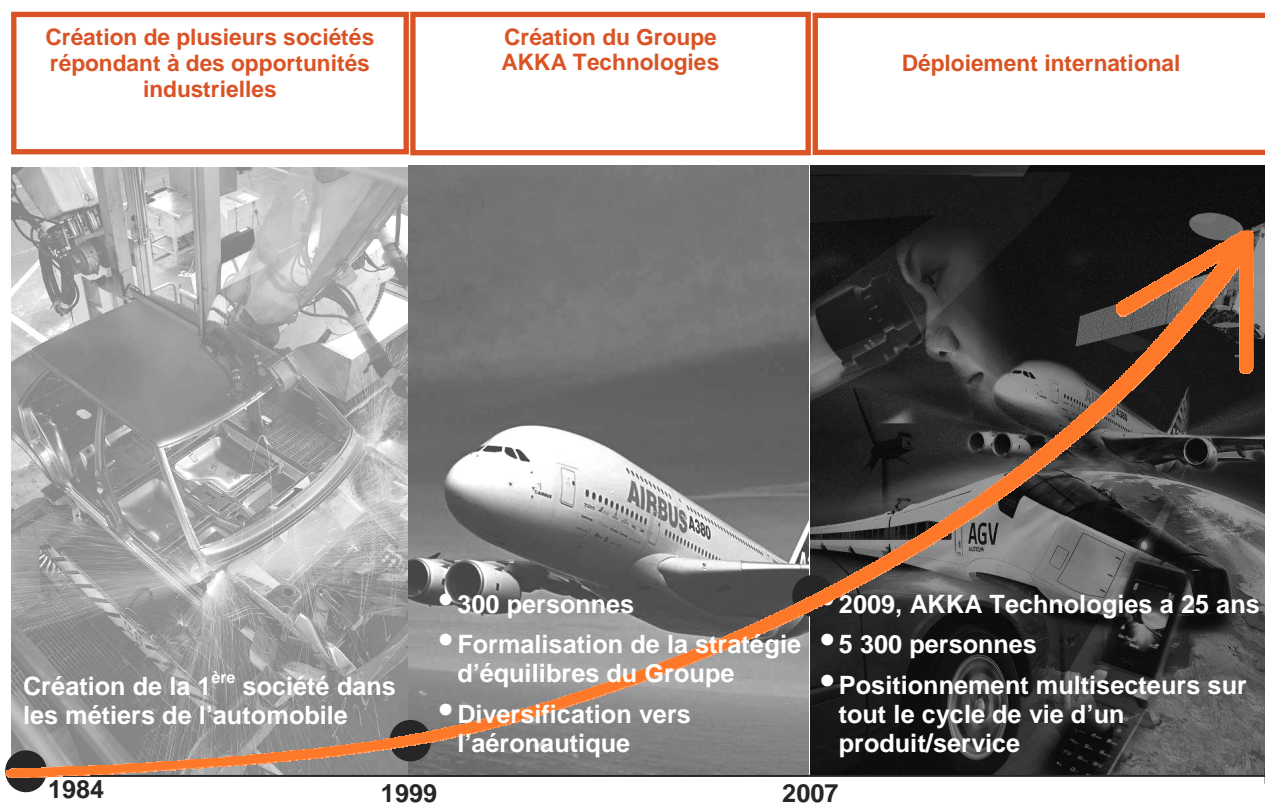 Création de plusieurs sociétés
répondant à des opportunités
industrielles
Création du Groupe
AKKA Technologies
Déploiement international
AIRBUS A380
AGV
ALSTOM
Création de la 1ère société dans
les métiers de l'automobile
• 300 personnes
• Formalisation de la stratégie
d'équilibres du Groupe
• Diversification vers
l'aéronautique
• 2009, AKKA Technologies a 25 ans
• 5 300 personnes
• Positionnement multisecteurs sur
tout le cycle de vie d'un
produit/service
1984
1999
2007